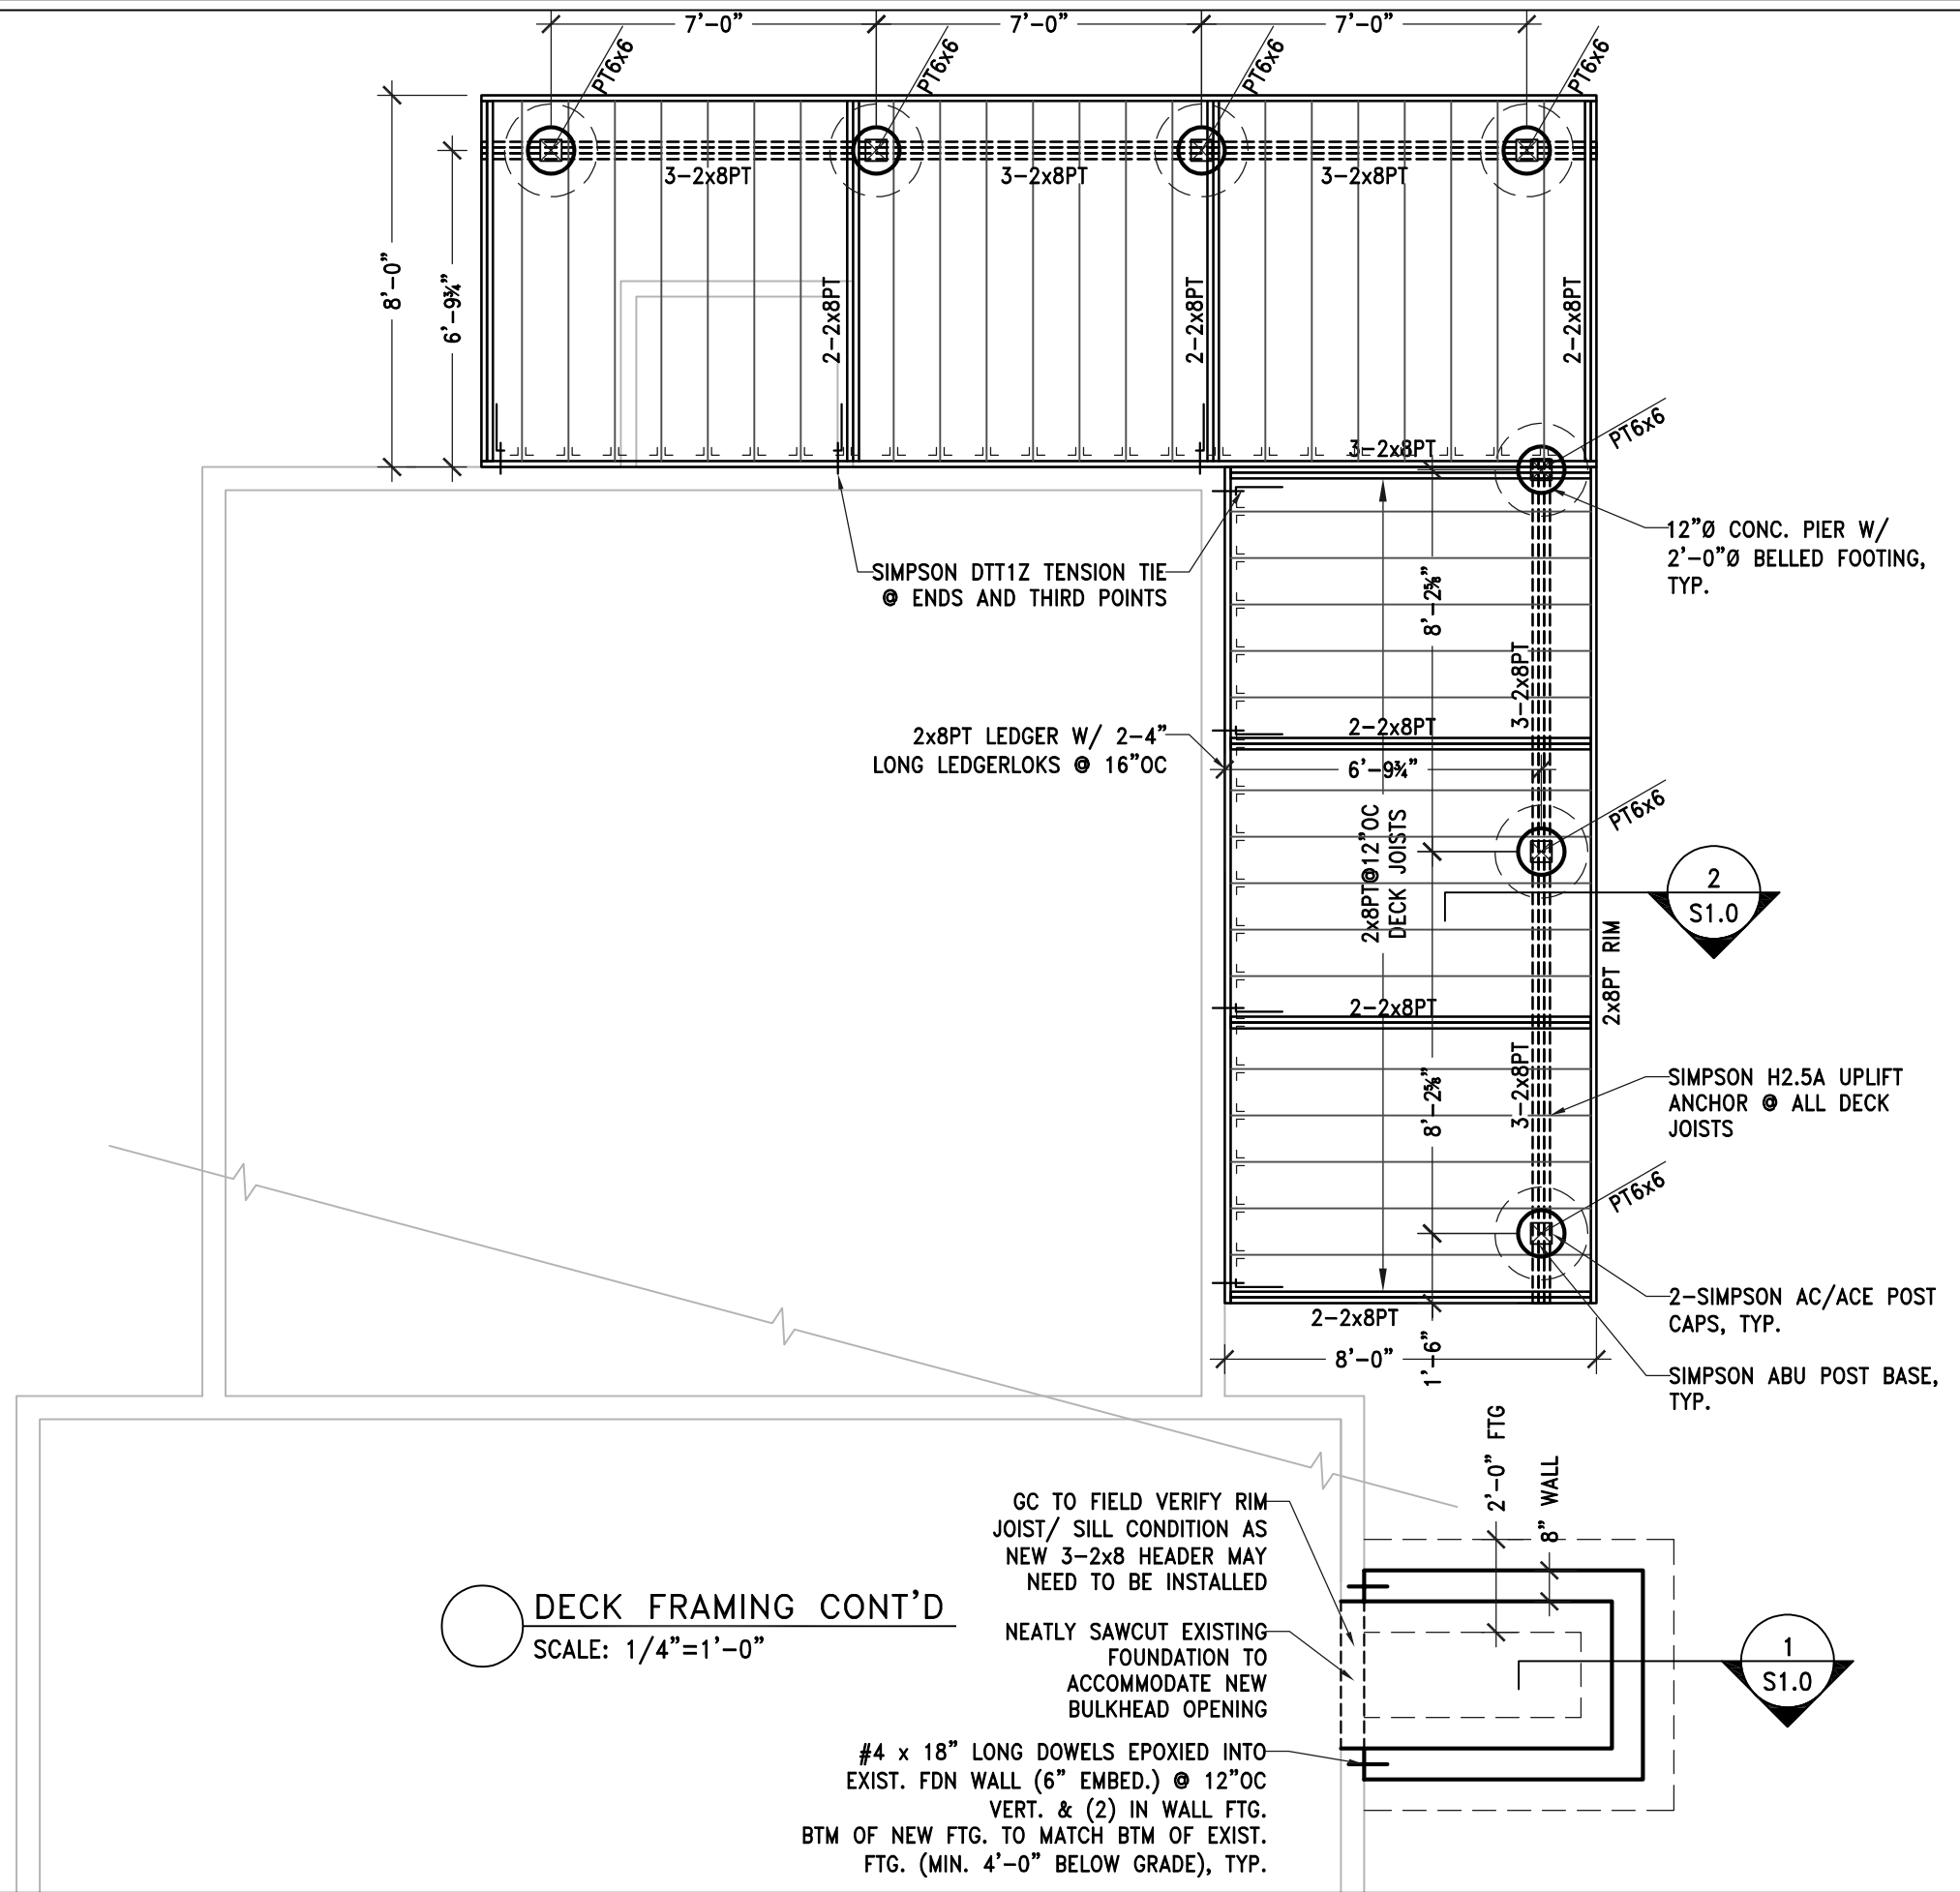 7'-0"
7'-0"
7'-0"
PT6x6
PT6x6
PT6x6
PT6x6
3-2x8PT
3-2x8PT
3-2x8PT
8'-0"
6'-9¾"
2-2x8PT
2-2x8PT
2-2x8PT
3-2x8PT
PT6x6
12"Ø CONC. PIER W/
2'-0"Ø BELLED FOOTING,
TYP.
SIMPSON DTT1Z TENSION TIE
@ ENDS AND THIRD POINTS
8'-2⅝"
3-2x8PT
2x8PT LEDGER W/ 2-4"
LONG LEDGERLOKS @ 16"OC
2-2x8PT
6'-9¾"
PT6x6
2x8PT@12"OC
DECK JOISTS
2
S1.0
2x8PT RIM
2-2x8PT
3-2x8PT
8'-2⅝"
SIMPSON H2.5A UPLIFT
ANCHOR @ ALL DECK
JOISTS
PT6x6
2-SIMPSON AC/ACE POST
CAPS, TYP.
2-2x8PT
8'-0"
1'-6"
SIMPSON ABU POST BASE,
TYP.
2'-0" FTG
8" WALL
GC TO FIELD VERIFY RIM
JOIST/ SILL CONDITION AS
NEW 3-2x8 HEADER MAY
NEED TO BE INSTALLED
DECK FRAMING CONT'D
SCALE: 1/4"=1'-0"
NEATLY SAWCUT EXISTING
FOUNDATION TO
ACCOMMODATE NEW
BULKHEAD OPENING
1
S1.0
#4 x 18" LONG DOWELS EPOXIED INTO
EXIST. FDN WALL (6" EMBED.) @ 12"OC
VERT. & (2) IN WALL FTG.
BTM OF NEW FTG. TO MATCH BTM OF EXIST.
FTG. (MIN. 4'-0" BELOW GRADE), TYP.